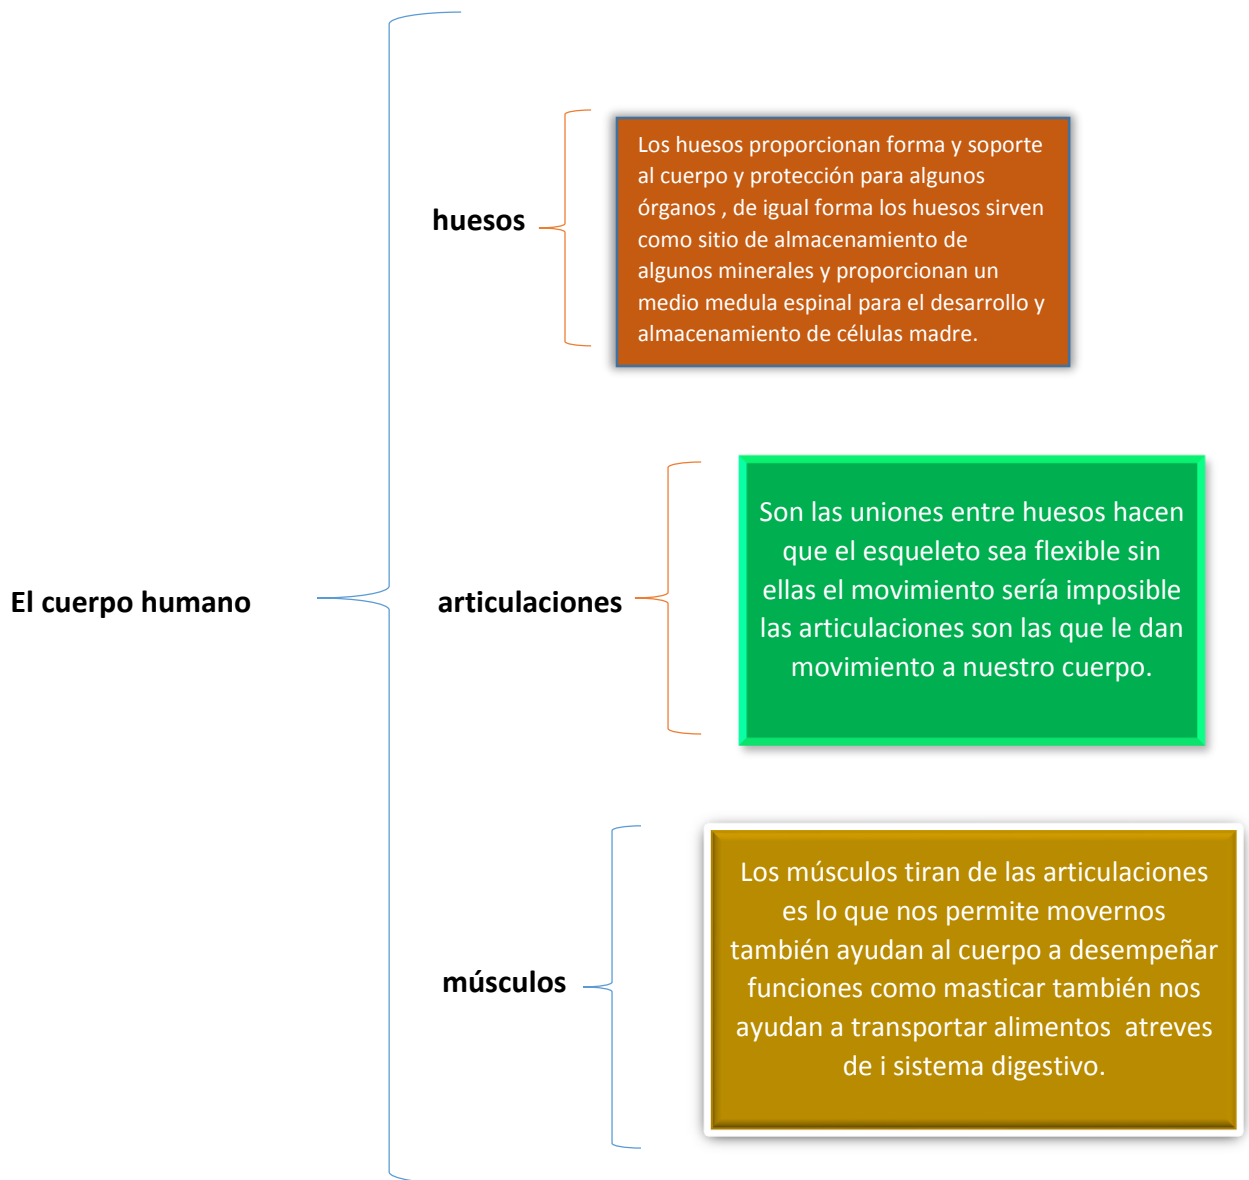 El cuerpo humano
huesos
Los huesos proporcionan forma y soporte
al cuerpo y protección para algunos
órganos , de igual forma los huesos sirven
como sitio de almacenamiento de
algunos minerales y proporcionan un
medio medula espinal para el desarrollo y
almacenamiento de células madre.
articulaciones
Son las uniones entre huesos hacen
que el esqueleto sea flexible sin
ellas el movimiento sería imposible
las articulaciones son las que le dan
movimiento a nuestro cuerpo.
músculos
Los músculos tiran de las articulaciones
es lo que nos permite movernos
también ayudan al cuerpo a desempeñar
funciones como masticar también nos
ayudan a transportar alimentos atreves
de i sistema digestivo.